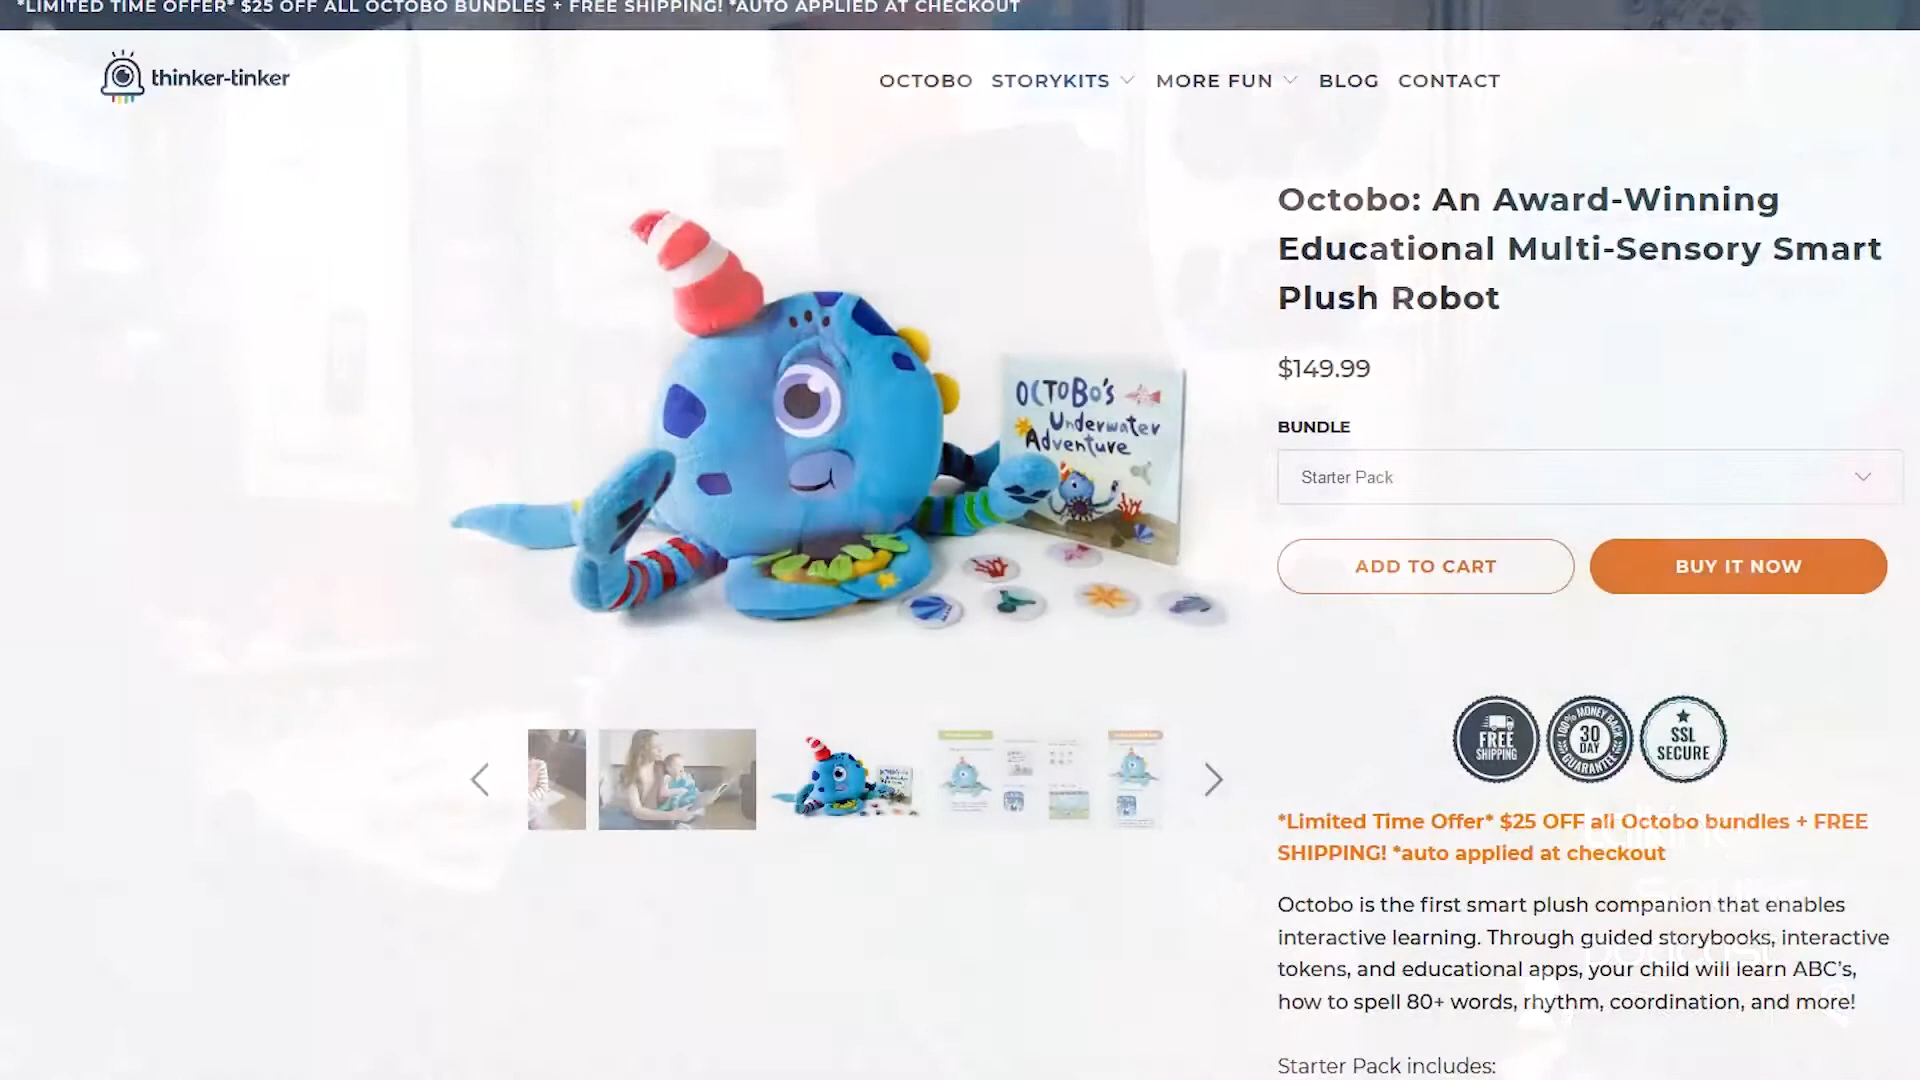 *LIMITED TIME OFFER* $25 OFF ALL OCTOBO BUNDLES + FREE SHIPPING! *AUTO APPLIED AT CHECKOUT
thinker-tinker
OCTOBO STORYKITS MORE FUN BLOG CONTACT
Octobo: An Award-Winning
Educational Multi-Sensory Smart
Plush Robot
$149.99
OCTOBO's
Underwater
Adventure
BUNDLE
Starter Pack
ADD TO CART
BUY IT NOW
FREE
SHIPPING
100% MONEY BACK
30
DAY
GUARANTEE
SSL
SECURE
*Limited Time Offer* $25 OFF all Octobo bundles + FREE
SHIPPING! *auto applied at checkout
Octobo is the first smart plush companion that enables
interactive learning. Through guided storybooks, interactive
tokens, and educational apps, your child will learn ABC's,
how to spell 80+ words, rhythm, coordination, and more!
Starter Pack includes: